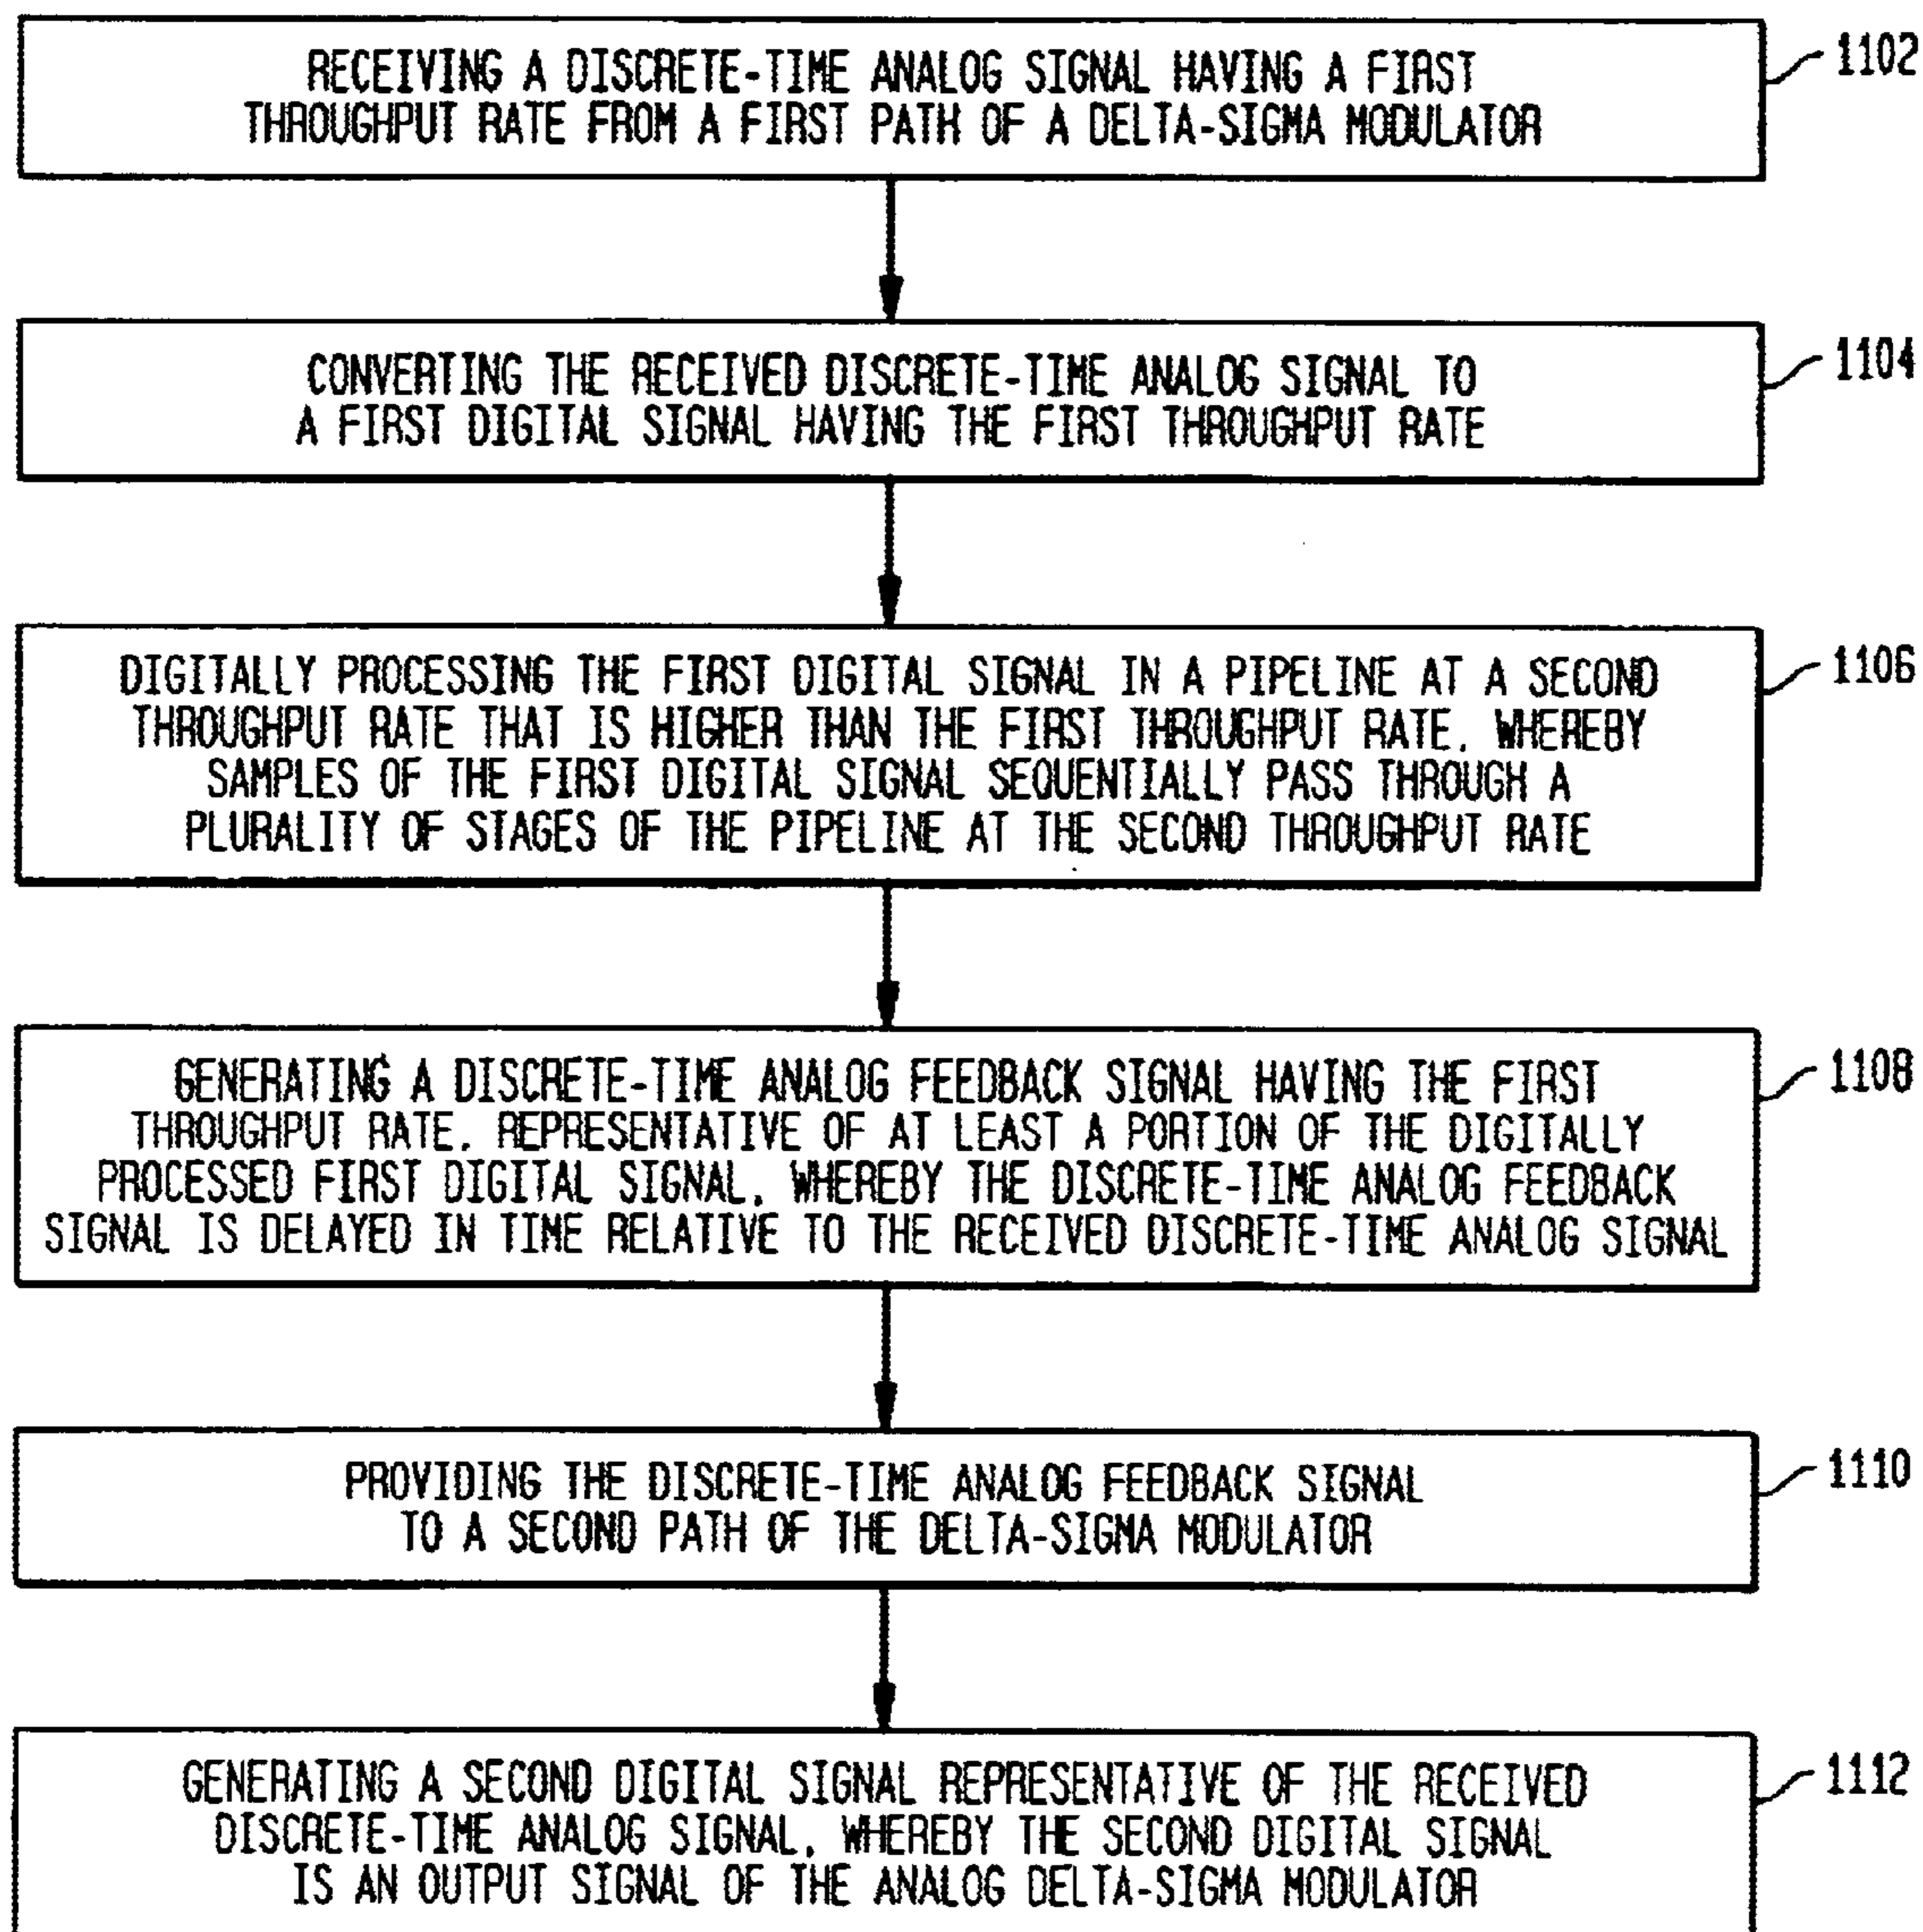 RECEIVING A DISCRETE-TIME ANALOG SIGNAL HAVING A FIRST
THROUGHPUT RATE FROM A FIRST PATH OF A DELTA-SIGMA MODULATOR
1102
CONVERTING THE RECEIVED DISCRETE-TIME ANALOG SIGNAL TO
A FIRST DIGITAL SIGNAL HAVING THE FIRST THROUGHPUT RATE
1104
DIGITALLY PROCESSING THE FIRST DIGITAL SIGNAL IN A PIPELINE AT A SECOND
THROUGHPUT RATE THAT IS HIGHER THAN THE FIRST THROUGHPUT RATE, WHEREBY
SAMPLES OF THE FIRST DIGITAL SIGNAL SEQUENTIALLY PASS THROUGH A
PLURALITY OF STAGES OF THE PIPELINE AT THE SECOND THROUGHPUT RATE
1106
GENERATING A DISCRETE-TIME ANALOG FEEDBACK SIGNAL HAVING THE FIRST
THROUGHPUT RATE, REPRESENTATIVE OF AT LEAST A PORTION OF THE DIGITALLY
PROCESSED FIRST DIGITAL SIGNAL, WHEREBY THE DISCRETE-TIME ANALOG FEEDBACK
SIGNAL IS DELAYED IN TIME RELATIVE TO THE RECEIVED DISCRETE-TIME ANALOG SIGNAL
1108
PROVIDING THE DISCRETE-TIME ANALOG FEEDBACK SIGNAL
TO A SECOND PATH OF THE DELTA-SIGMA MODULATOR
1110
GENERATING A SECOND DIGITAL SIGNAL REPRESENTATIVE OF THE RECEIVED
DISCRETE-TIME ANALOG SIGNAL, WHEREBY THE SECOND DIGITAL SIGNAL
IS AN OUTPUT SIGNAL OF THE ANALOG DELTA-SIGMA MODULATOR
1112